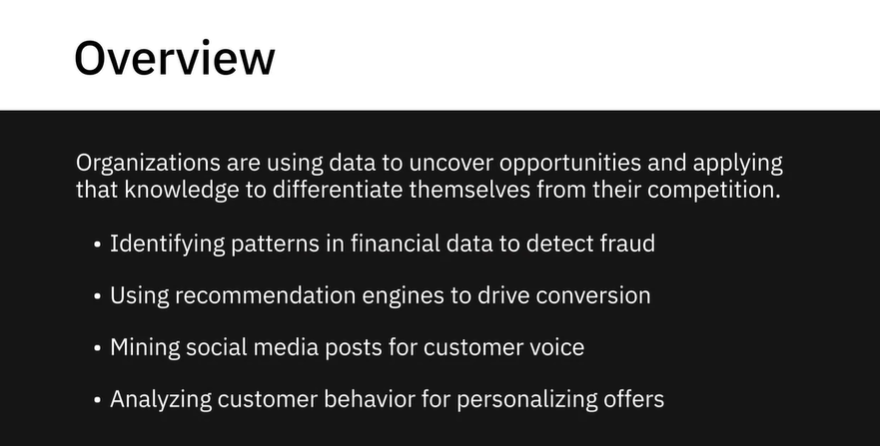 Overview
Organizations are using data to uncover opportunities and applying
that knowledge to differentiate themselves from their competition.
• Identifying patterns in financial data to detect fraud
• Using recommendation engines to drive conversion
• Mining social media posts for customer voice
• Analyzing customer behavior for personalizing offers